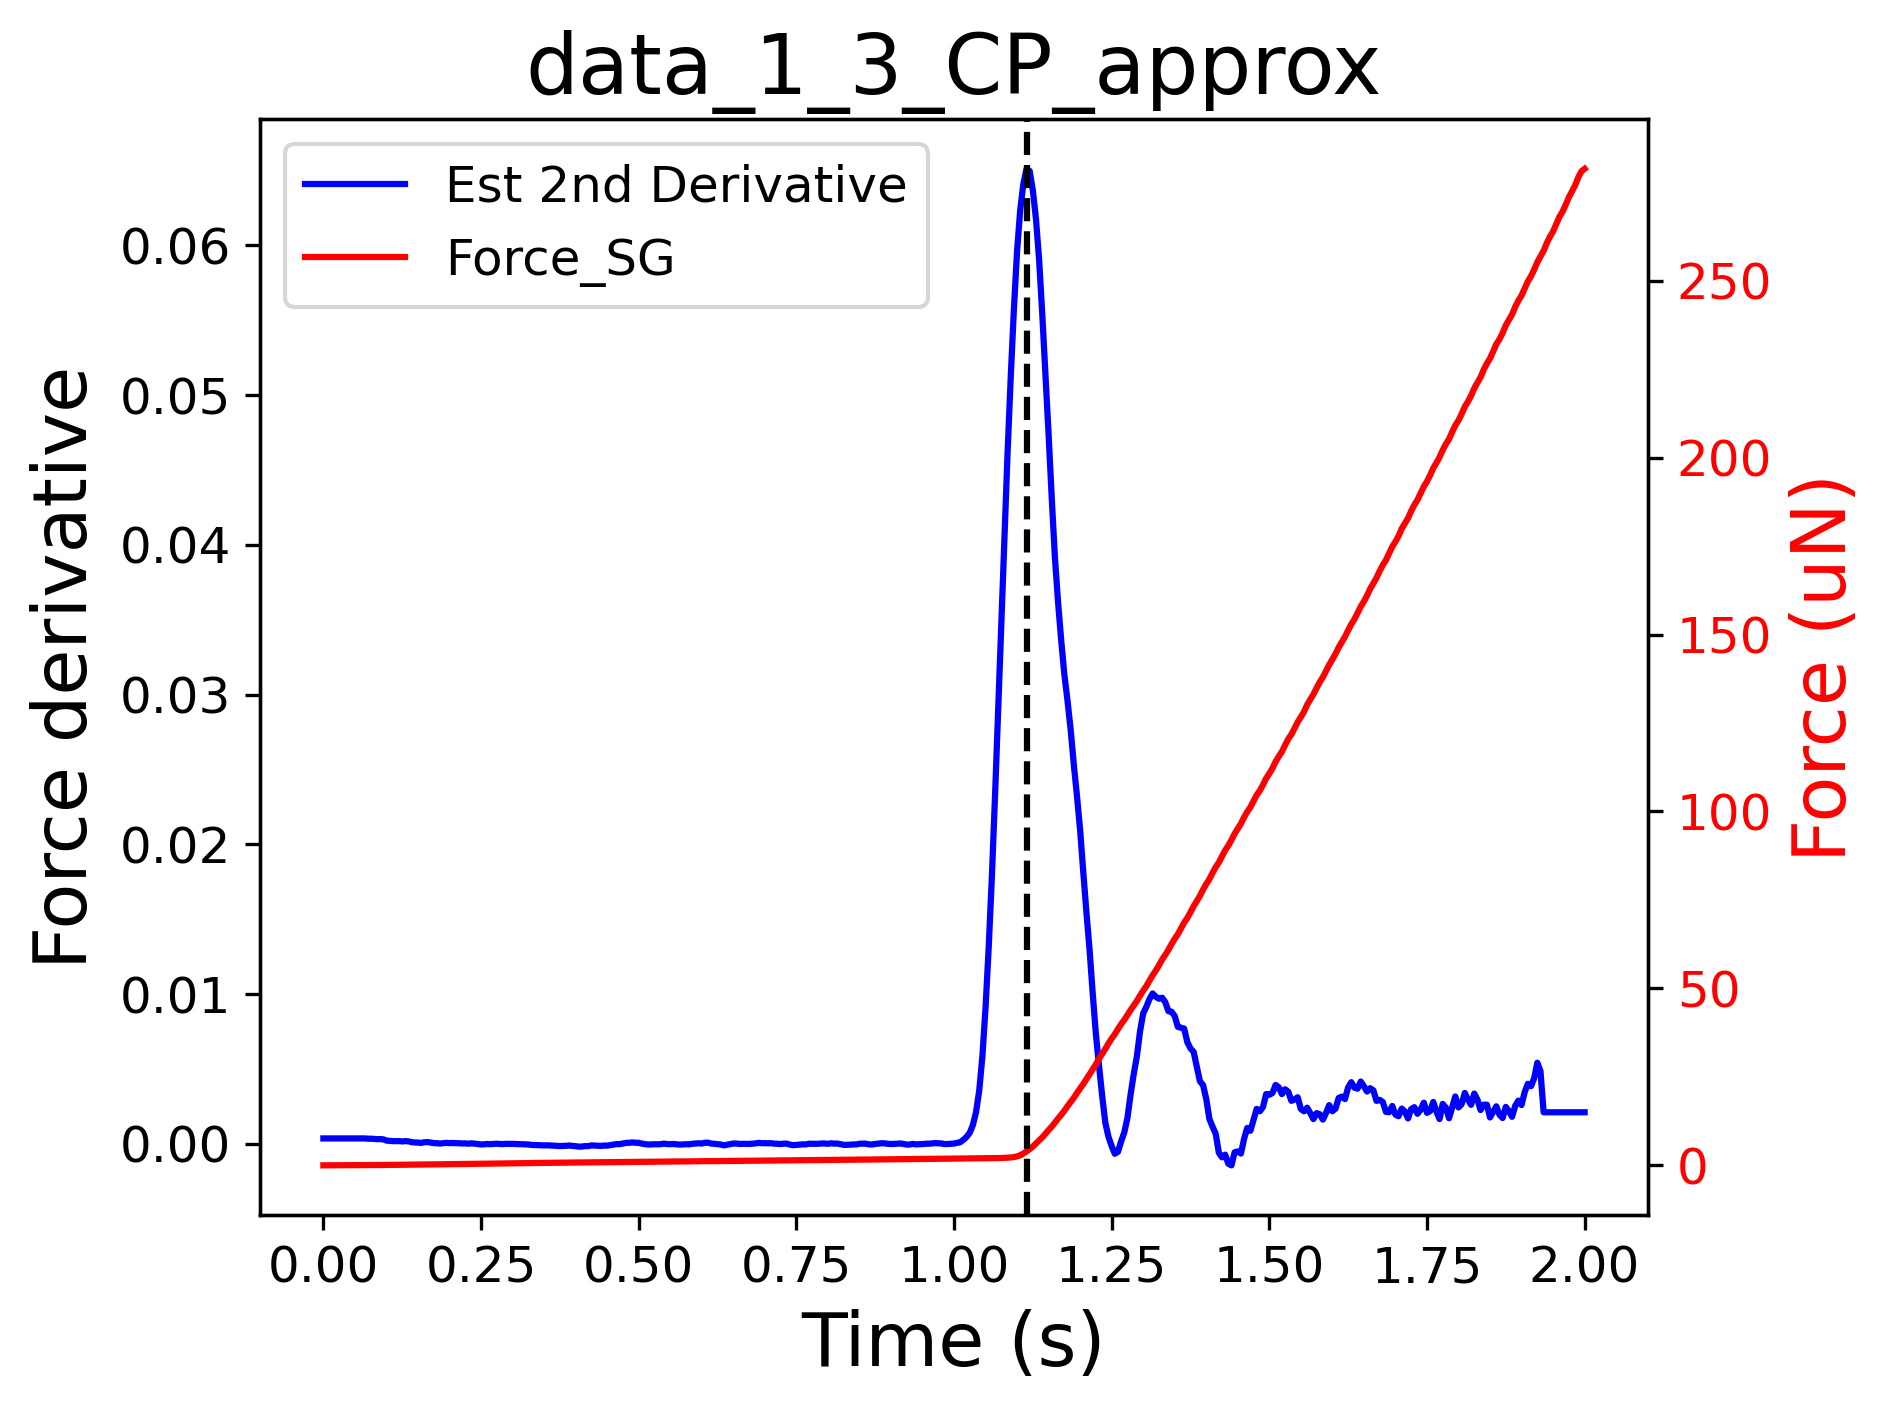 data_1_3_CP_approx
Est 2nd Derivative
Force_SG
Force derivative
0.06
0.05
0.04
0.03
0.02
0.01
0.00
250
200
150
100
50
0
Force (uN)
0.00 0.25 0.50 0.75 1.00 1.25 1.50 1.75 2.00
Time (s)